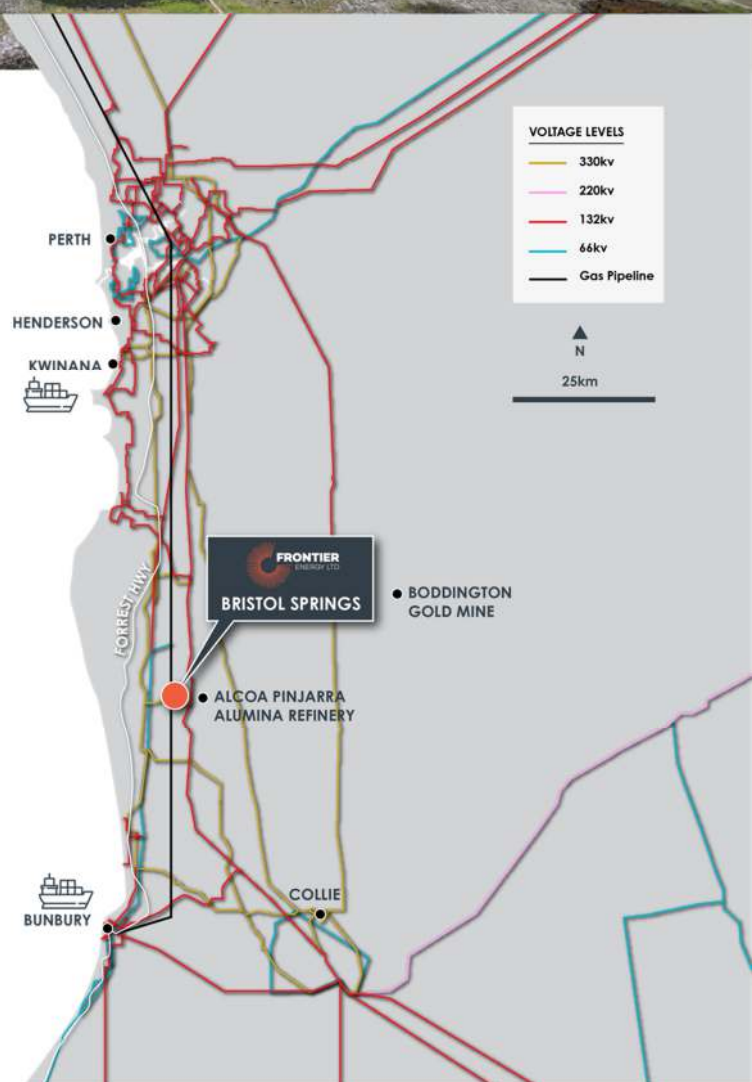 VOLTAGE LEVELS
330kv
220kv
132kv
66kv
Gas Pipeline
N
25km
PERTH
HENDERSON
KWINANA
FORREST HWY
FRONTIER
ENERGY LTD
BRISTOL SPRINGS
BODDINGTON
GOLD MINE
ALCOA PINJARRA
ALUMINA REFINERY
COLLIE
BUNBURY